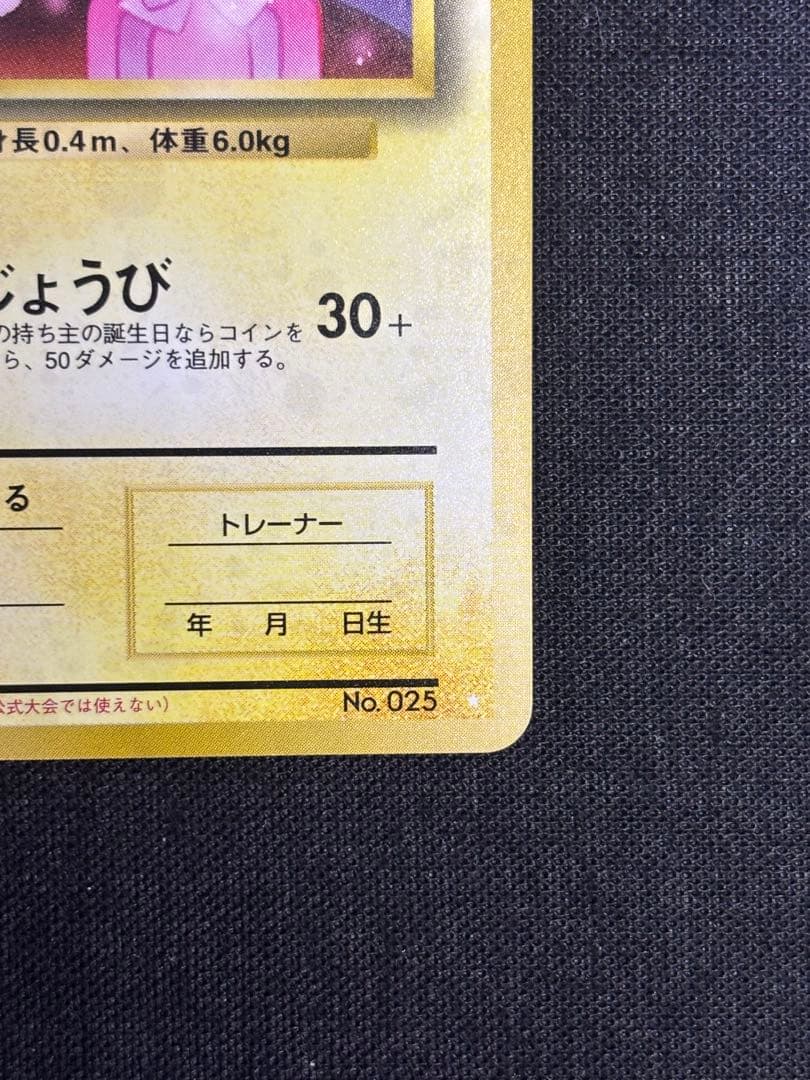 長0.4m、体重6.0kg
じょうび
の持ち主の誕生日ならコインを
ら、50ダメージを追加する。
30+
る
トレーナー
年 月 日生
公式大会では使えない)
No. 025